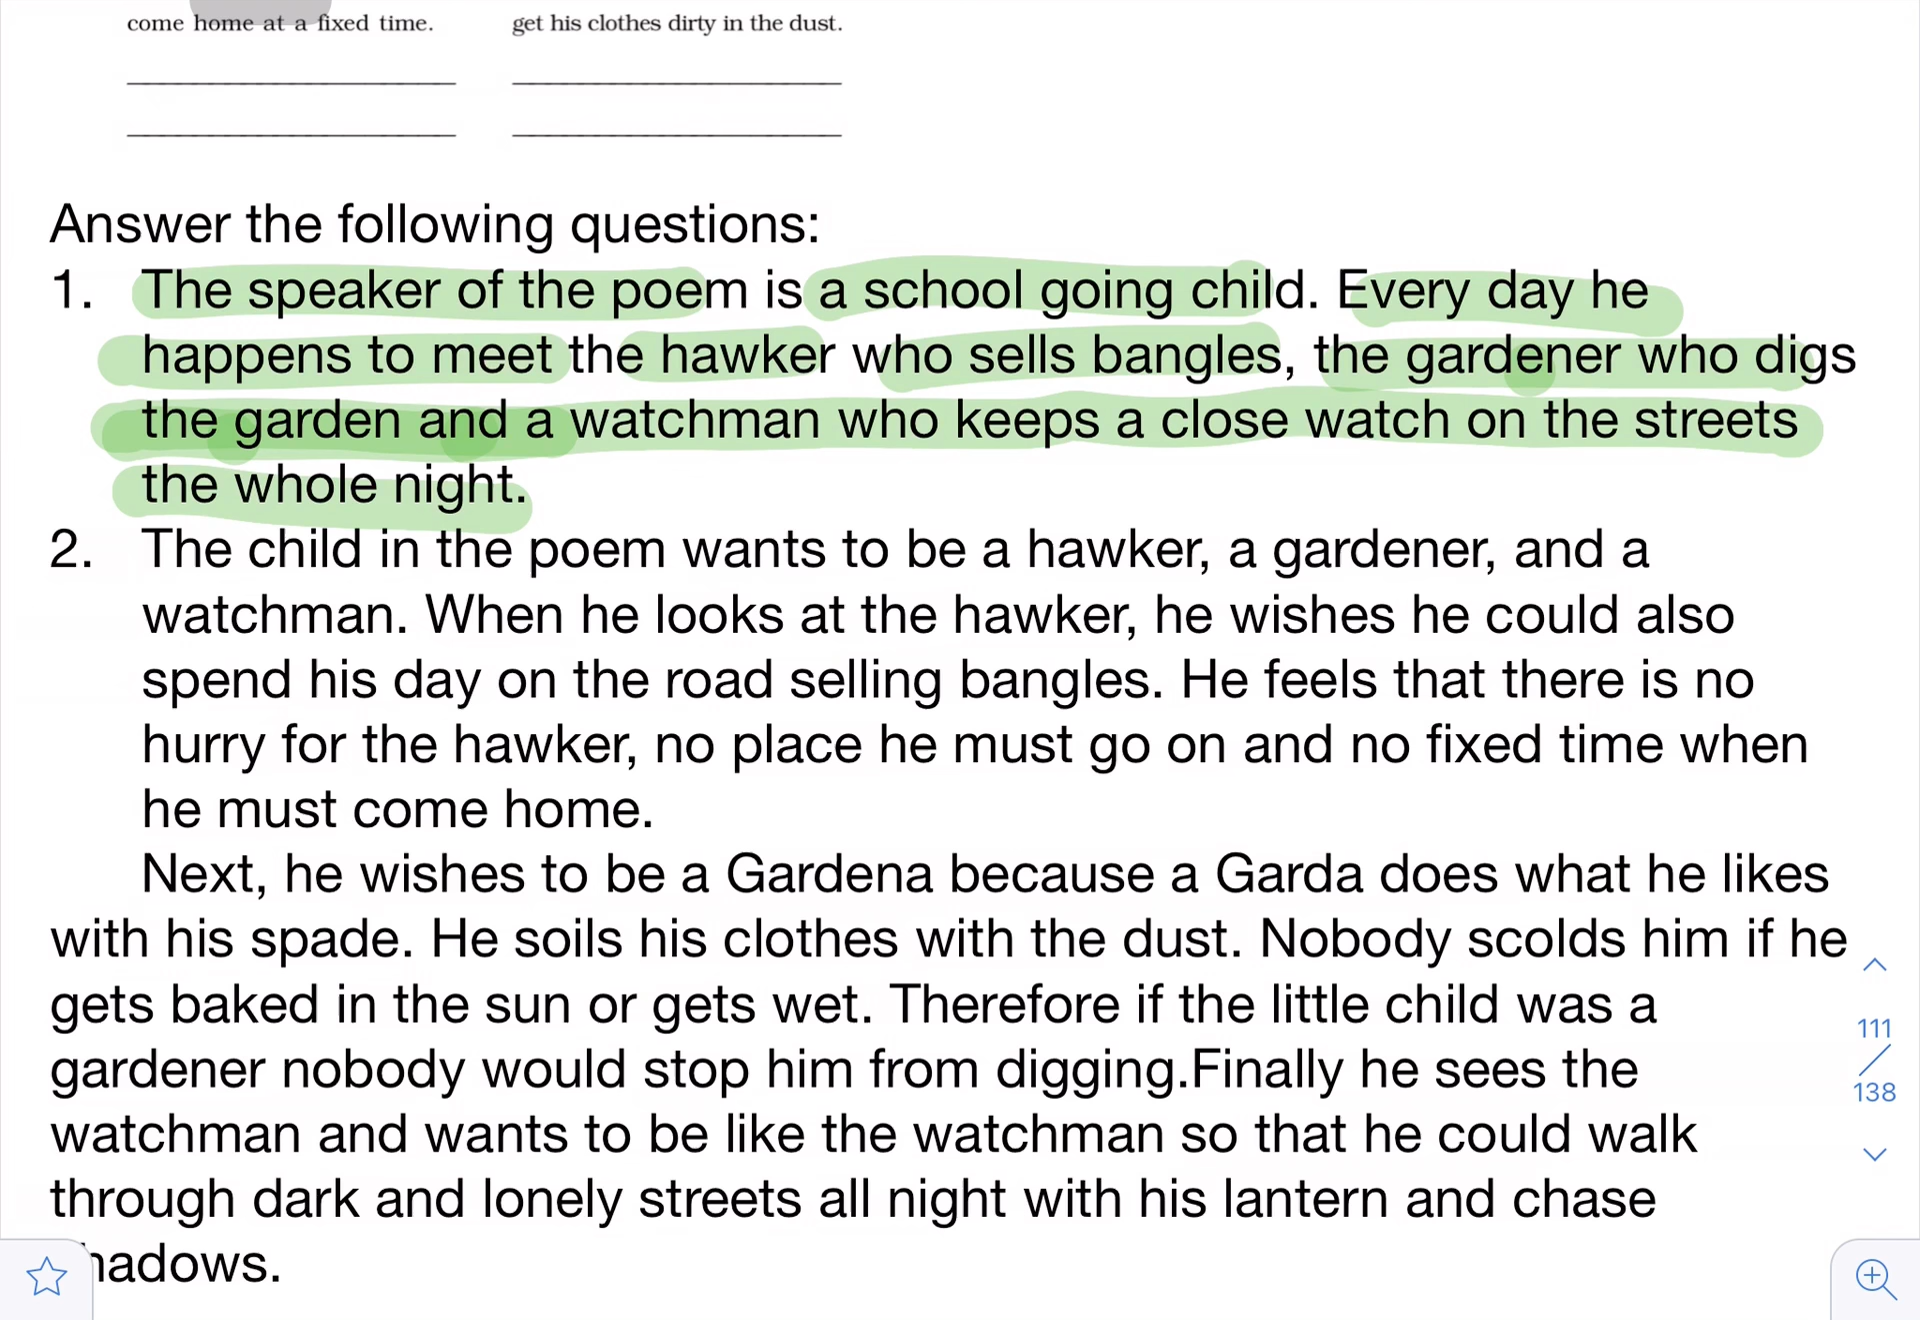 come home at a fixed time.
get his clothes dirty in the dust.
Answer the following questions:
1. The speaker of the poem is a school going child. Every day he
happens to meet the hawker who sells bangles, the gardener who digs
the garden and a watchman who keeps a close watch on the streets
the whole night.
2. The child in the poem wants to be a hawker, a gardener, and a
watchman. When he looks at the hawker, he wishes he could also
spend his day on the road selling bangles. He feels that there is no
hurry for the hawker, no place he must go on and no fixed time when
he must come home.
Next, he wishes to be a Gardena because a Garda does what he likes
with his spade. He soils his clothes with the dust. Nobody scolds him if he
gets baked in the sun or gets wet. Therefore if the little child was a
gardener nobody would stop him from digging.Finally he sees the
watchman and wants to be like the watchman so that he could walk
through dark and lonely streets all night with his lantern and chase
hadows.
111
138